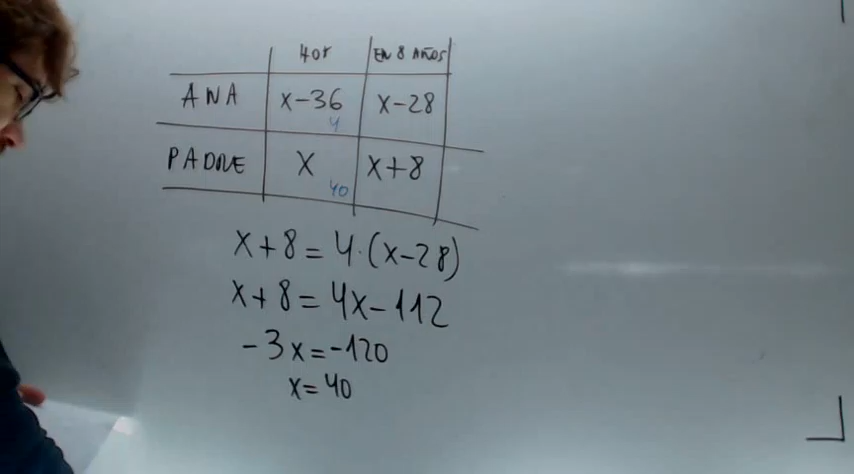 HOY EN 8 AÑOS
ANA x-36 x-28
4
PADRE x x+8
40
x+8=4·(x-28)
x+8=4x-112
-3x=-120
x=40